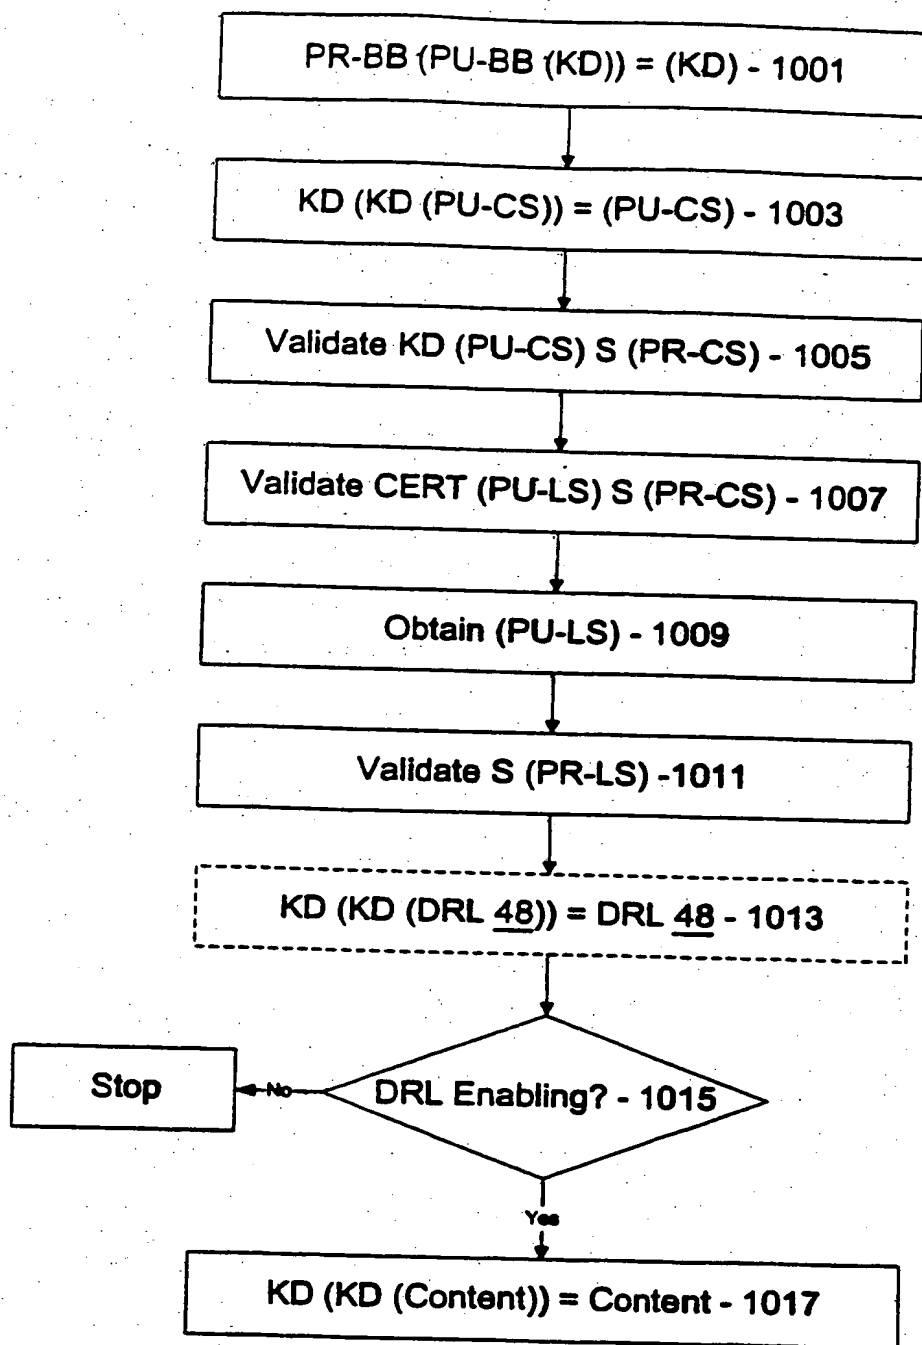 PR-BB (PU-BB (KD)) = (KD) - 1001
KD (KD (PU-CS)) = (PU-CS) - 1003
Validate KD (PU-CS) S (PR-CS) - 1005
Validate CERT (PU-LS) S (PR-CS) - 1007
Obtain (PU-LS) - 1009
Validate S (PR-LS) -1011
KD (KD (DRL 48)) = DRL 48 - 1013
DRL Enabling? - 1015
No
Stop
Yes
KD (KD (Content)) = Content - 1017